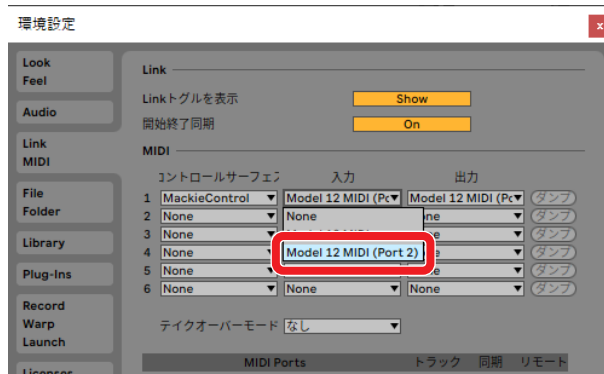 環境設定
x
Look
Feel
Audio
Link
MIDI
File
Folder
Library
Plug-Ins
Record
Warp
Launch
Licenses
Link
Linkトグルを表示 Show
開始終了同期 On
MIDI
コントロールサーフェス 入力 出力
1 MackieControl Model 12 MIDI (Pc Model 12 MIDI (Pc ダンプ
2 None None ne ダンプ
3 None ダンプ
4 None Model 12 MIDI (Port 2) ダンプ
5 None ダンプ
6 None None None ダンプ
テイクオーバーモード なし
MIDI Ports トラック 同期 リモート